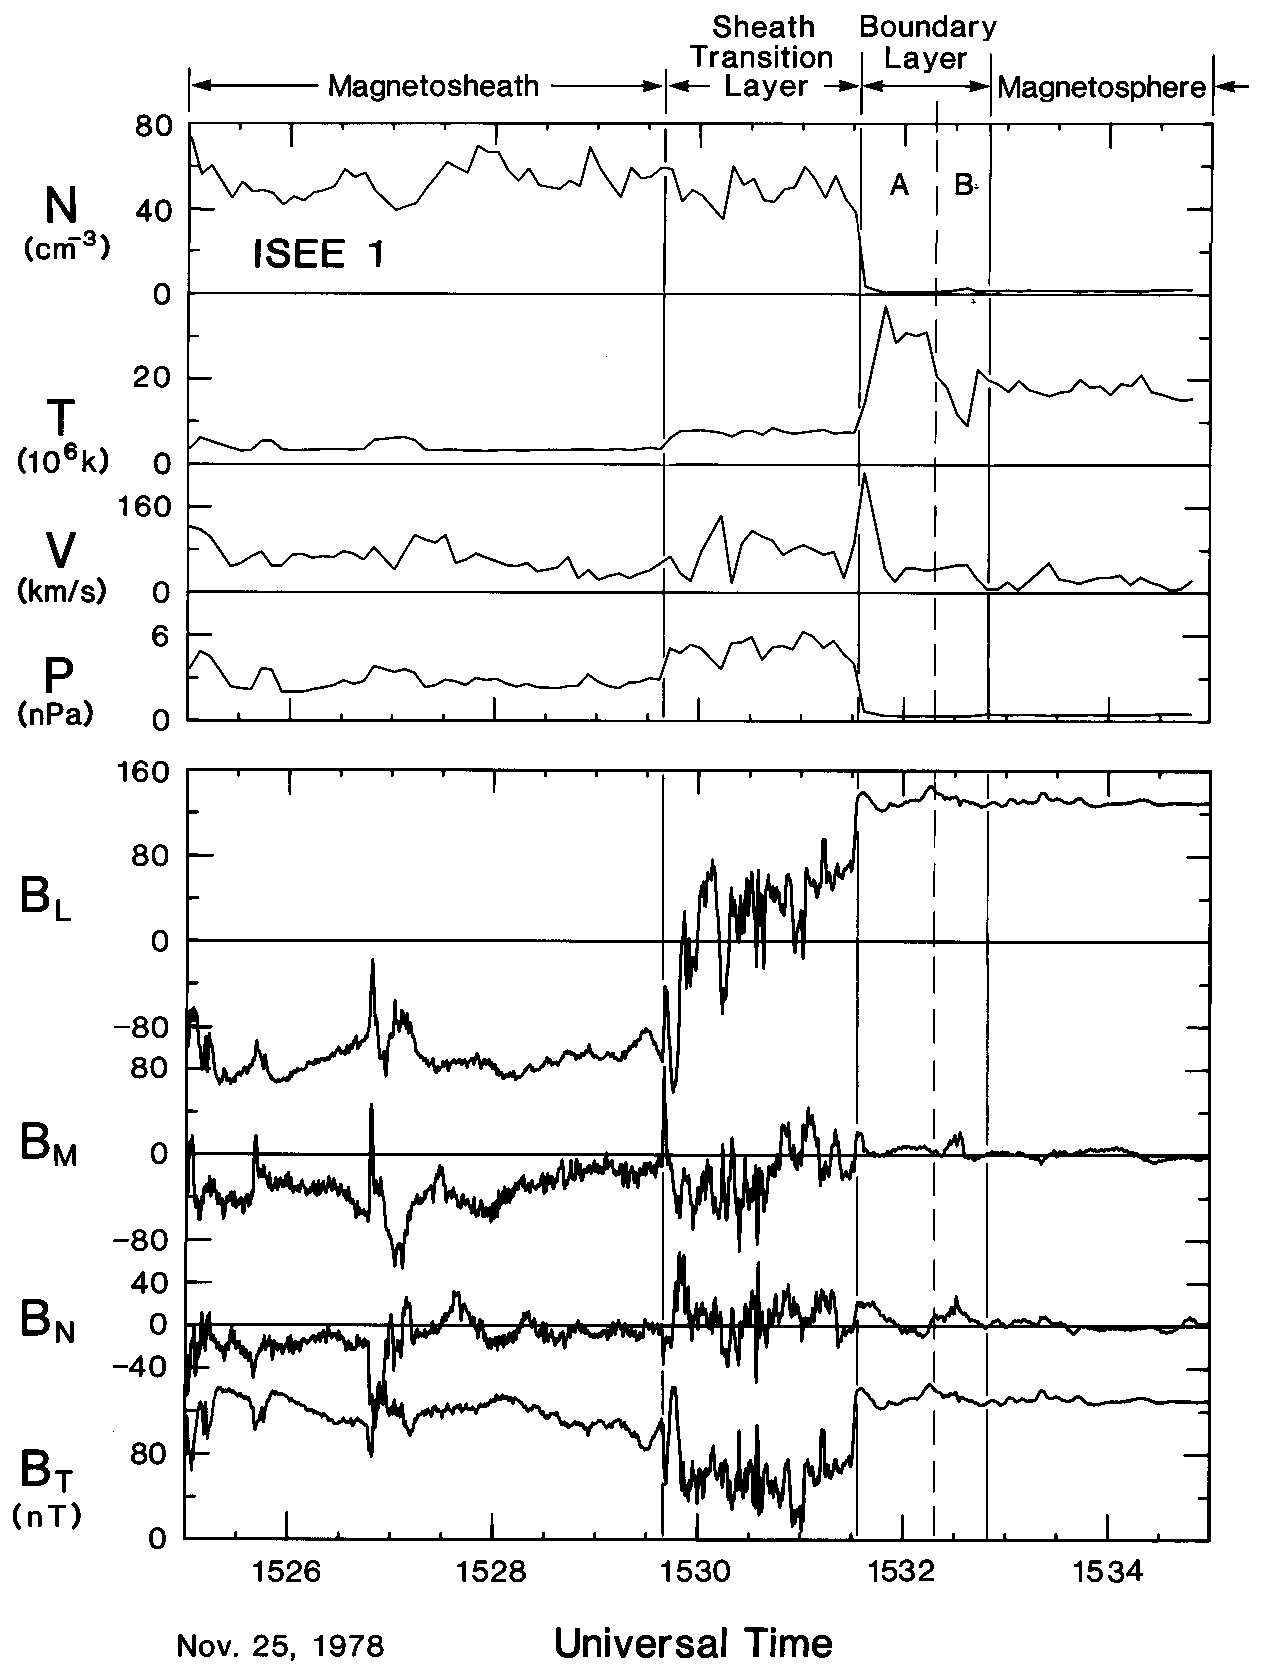 Sheath Transition Layer
Boundary Layer
Magnetosheath
Magnetosphere
80
N
40
(cm⁻³)
0
A
B
ISEE 1
20
T
(10⁶k)
0
160
V
(km/s)
0
6
P
(nPa)
0
160
80
B_L
0
−80
80
B_M
0
−80
40
B_N
0
−40
80
B_T
(nT)
0
1526 1528 1530 1532 1534
Nov. 25, 1978 Universal Time